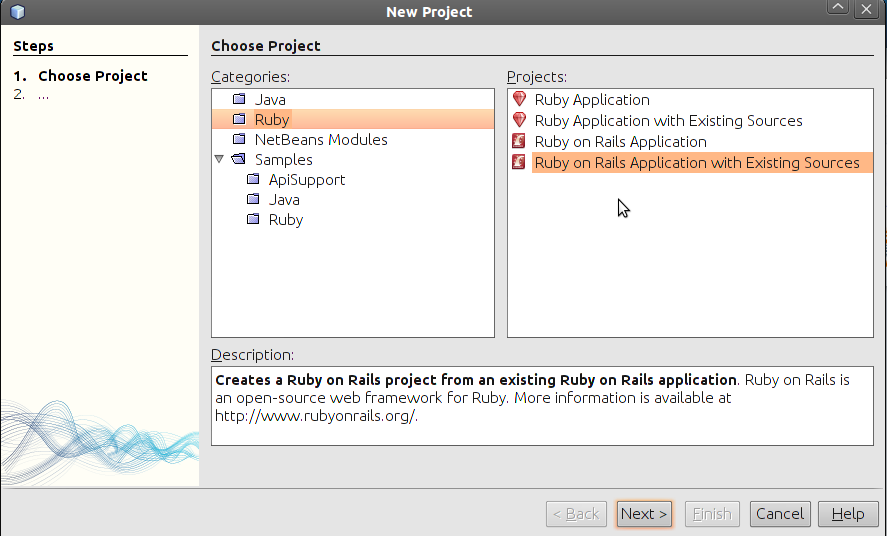 New Project
Steps
1. Choose Project
2. ...
Choose Project
Categories:
Java
Ruby
NetBeans Modules
Samples
ApiSupport
Java
Ruby
Projects:
Ruby Application
Ruby Application with Existing Sources
Ruby on Rails Application
Ruby on Rails Application with Existing Sources
Description:
Creates a Ruby on Rails project from an existing Ruby on Rails application. Ruby on Rails is
an open-source web framework for Ruby. More information is available at
http://www.rubyonrails.org/.
< Back
Next >
Finish
Cancel
Help